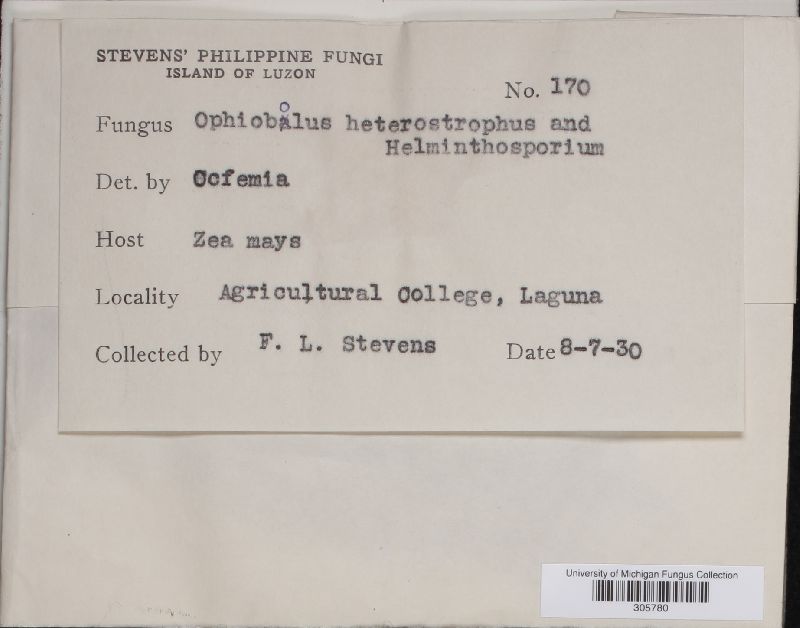 STEVENS' PHILIPPINE FUNGI
ISLAND OF LUZON
No. 170
Fungus Ophiobolus heterostrophus and
Helminthosporium
Det. by Ocfemia
Host Zea mays
Locality Agricultural College, Laguna
Collected by F. L. Stevens Date 8-7-30
University of Michigan Fungus Collection
305780